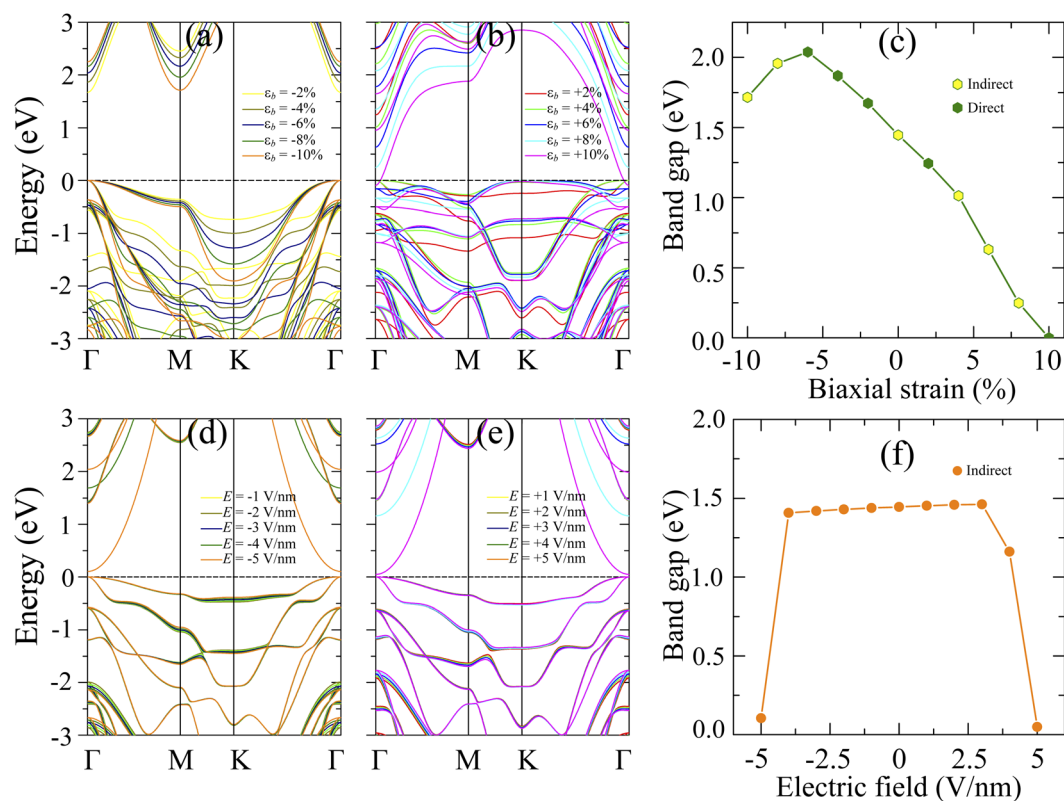 (a)
3
2
1
0
-1
-2
-3
Energy (eV)
εb = -2%
εb = -4%
εb = -6%
εb = -8%
εb = -10%
Γ M K Γ
(b)
εb = +2%
εb = +4%
εb = +6%
εb = +8%
εb = +10%
Γ M K Γ
(c)
2.0
1.5
1.0
0.5
0.0
Band gap (eV)
Indirect
Direct
-10 -5 0 5 10
Biaxial strain (%)
(d)
3
2
1
0
-1
-2
-3
Energy (eV)
E = -1 V/nm
E = -2 V/nm
E = -3 V/nm
E = -4 V/nm
E = -5 V/nm
Γ M K Γ
(e)
E = +1 V/nm
E = +2 V/nm
E = +3 V/nm
E = +4 V/nm
E = +5 V/nm
Γ M K Γ
(f)
2.0
1.5
1.0
0.5
0.0
Band gap (eV)
Indirect
-5 -2.5 0 2.5 5
Electric field (V/nm)